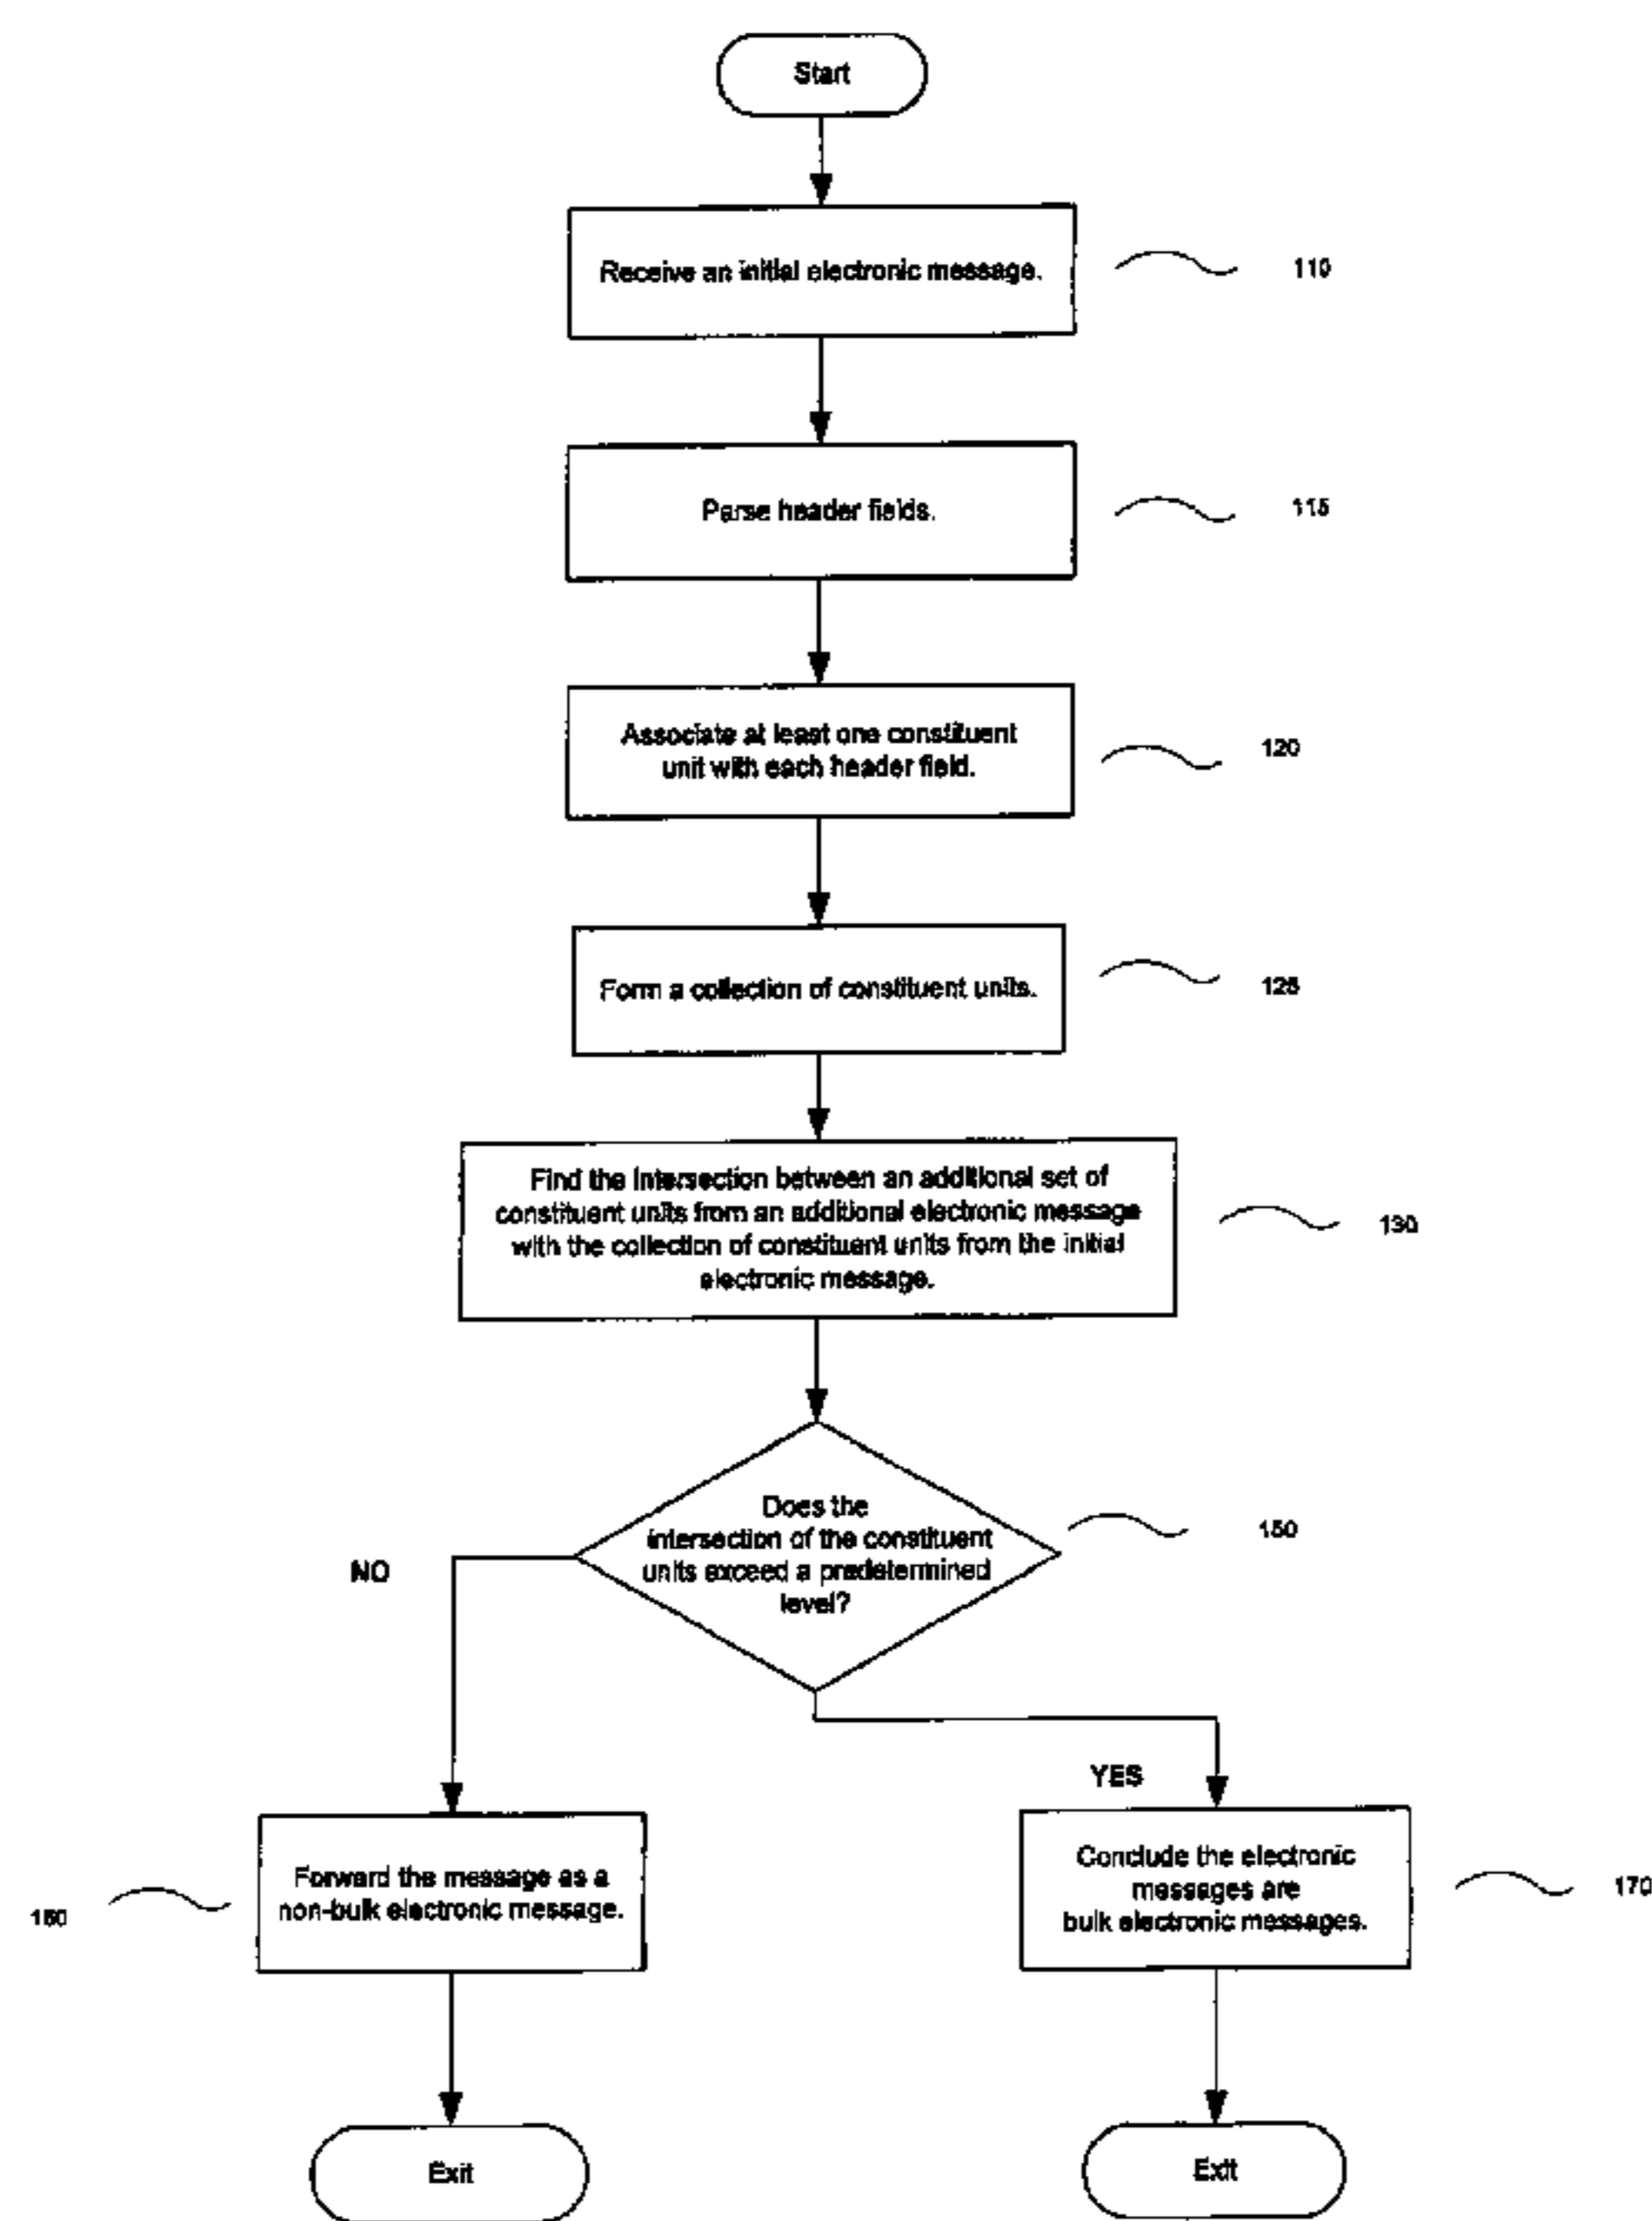 Start
Receive an initial electronic message.
110
Parse header fields.
115
Associate at least one constituent
unit with each header field.
120
Form a collection of constituent units.
125
Find the intersection between an additional set of
constituent units from an additional electronic message
with the collection of constituent units from the initial
electronic message.
130
Does the
intersection of the constituent
units exceed a predetermined
level?
150
NO
YES
Forward the message as a
non-bulk electronic message.
160
Conclude the electronic
messages are
bulk electronic messages.
170
Exit
Exit